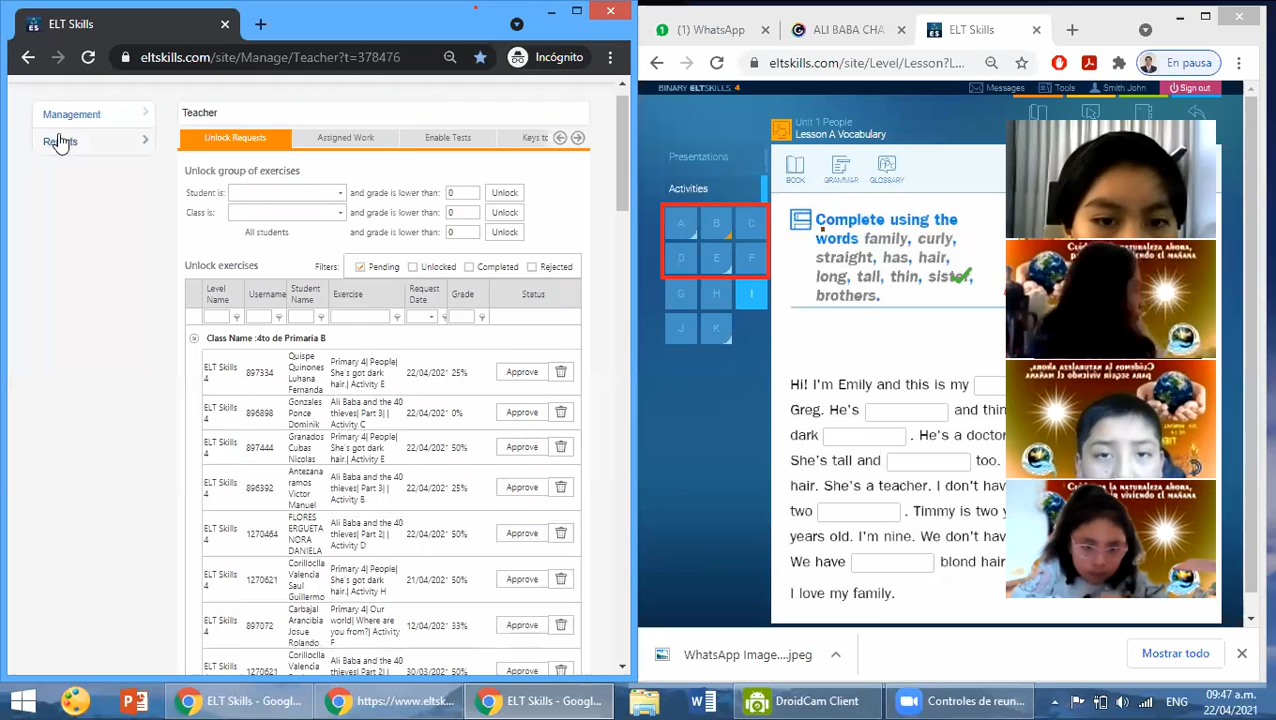 ELT Skills
eltskills.com/site/Manage/Teacher?t=378476
Incógnito
Management
Reports
Teacher
Unlock Requests
Assigned Work
Enable Tests
Keys to
Unlock group of exercises
Student is:
and grade is lower than: 0 Unlock
Class is:
and grade is lower than: 0 Unlock
All students
and grade is lower than: 0 Unlock
Unlock exercises
Filters: Pending Unlocked Completed Rejected
Level Name
Username
Student Name
Exercise
Request Date
Grade
Status
Class Name :4to de Primaria B
ELT Skills 4 897334 Quispe Quinones Luhana Fernanda Primary 4| People| She's got dark hair.| Activity E 22/04/202 25% Approve
ELT Skills 4 896898 Gonzales Ponce Dominik Ali Baba and the 40 thieves| Part 3| | Activity C 22/04/202 0% Approve
ELT Skills 4 897444 Granados Cubas Nicolas Primary 4| People| She's got dark hair.| Activity E 22/04/202 50% Approve
ELT Skills 4 896392 Antezana ramos Victor Manuel Ali Baba and the 40 thieves| Part 3| | Activity B 22/04/202 25% Approve
ELT Skills 4 1270464 FLORES ERGUETA NORA DANIELA Ali Baba and the 40 thieves| Part 3| | Activity D 22/04/202 50% Approve
ELT Skills 4 1270621 Corilloclla Valencia Saul Guillermo Primary 4| People| She's got dark hair.| Activity H 21/04/202 50% Approve
ELT Skills 4 897072 Carbajal Arancibia Josue Rolando Primary 4| Our world| Where are you from?| Activity F 12/04/202 33% Approve
ELT Skills 1270621 Corilloclla Valencia Ali Baba and the 40 thieves| Part 2| | 30/03/202 50% Approve
(1) WhatsApp
ALI BABA CHA
ELT Skills
eltskills.com/site/Level/Lesson?L...
En pausa
BINARY ELTSKILLS 4
Messages
Tools
Smith John
Sign out
Unit 1 People
Lesson A Vocabulary
Presentations
Activities
BOOK
GRAMMAR
GLOSSARY
A B C
D E F
G H I
J K
Complete using the
words family, curly,
straight, has, hair,
long, tall, thin, sister,
brothers.
Hi! I'm Emily and this is my
Greg. He's and thin
dark . He's a doctor
She's tall and too.
hair. She's a teacher. I don't hav
two . Timmy is two y
years old. I'm nine. We don't hav
We have blond hair
I love my family.
WhatsApp Image....jpeg
Mostrar todo
ELT Skills - Googl...
https://www.eltsk...
ELT Skills - Googl...
DroidCam Client
Controles de reun...
ENG
09:47 a.m.
22/04/2021